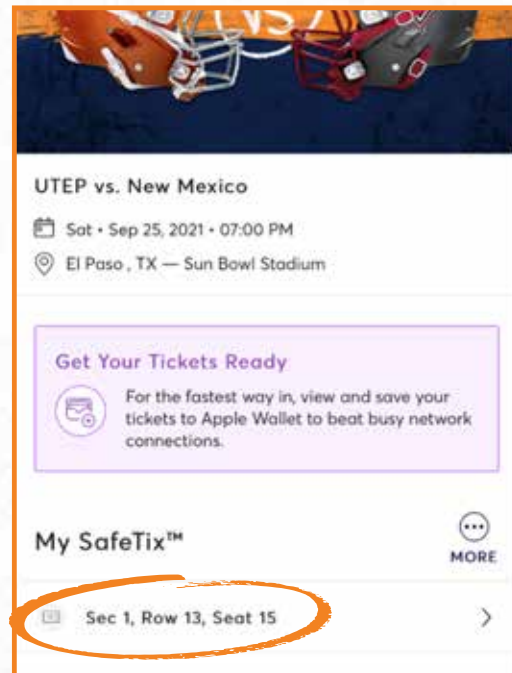 VS
UTEP vs. New Mexico
Sat • Sep 25, 2021 • 07:00 PM
El Paso , TX — Sun Bowl Stadium
Get Your Tickets Ready
For the fastest way in, view and save your
tickets to Apple Wallet to beat busy network
connections.
My SafeTix™
MORE
Sec 1, Row 13, Seat 15